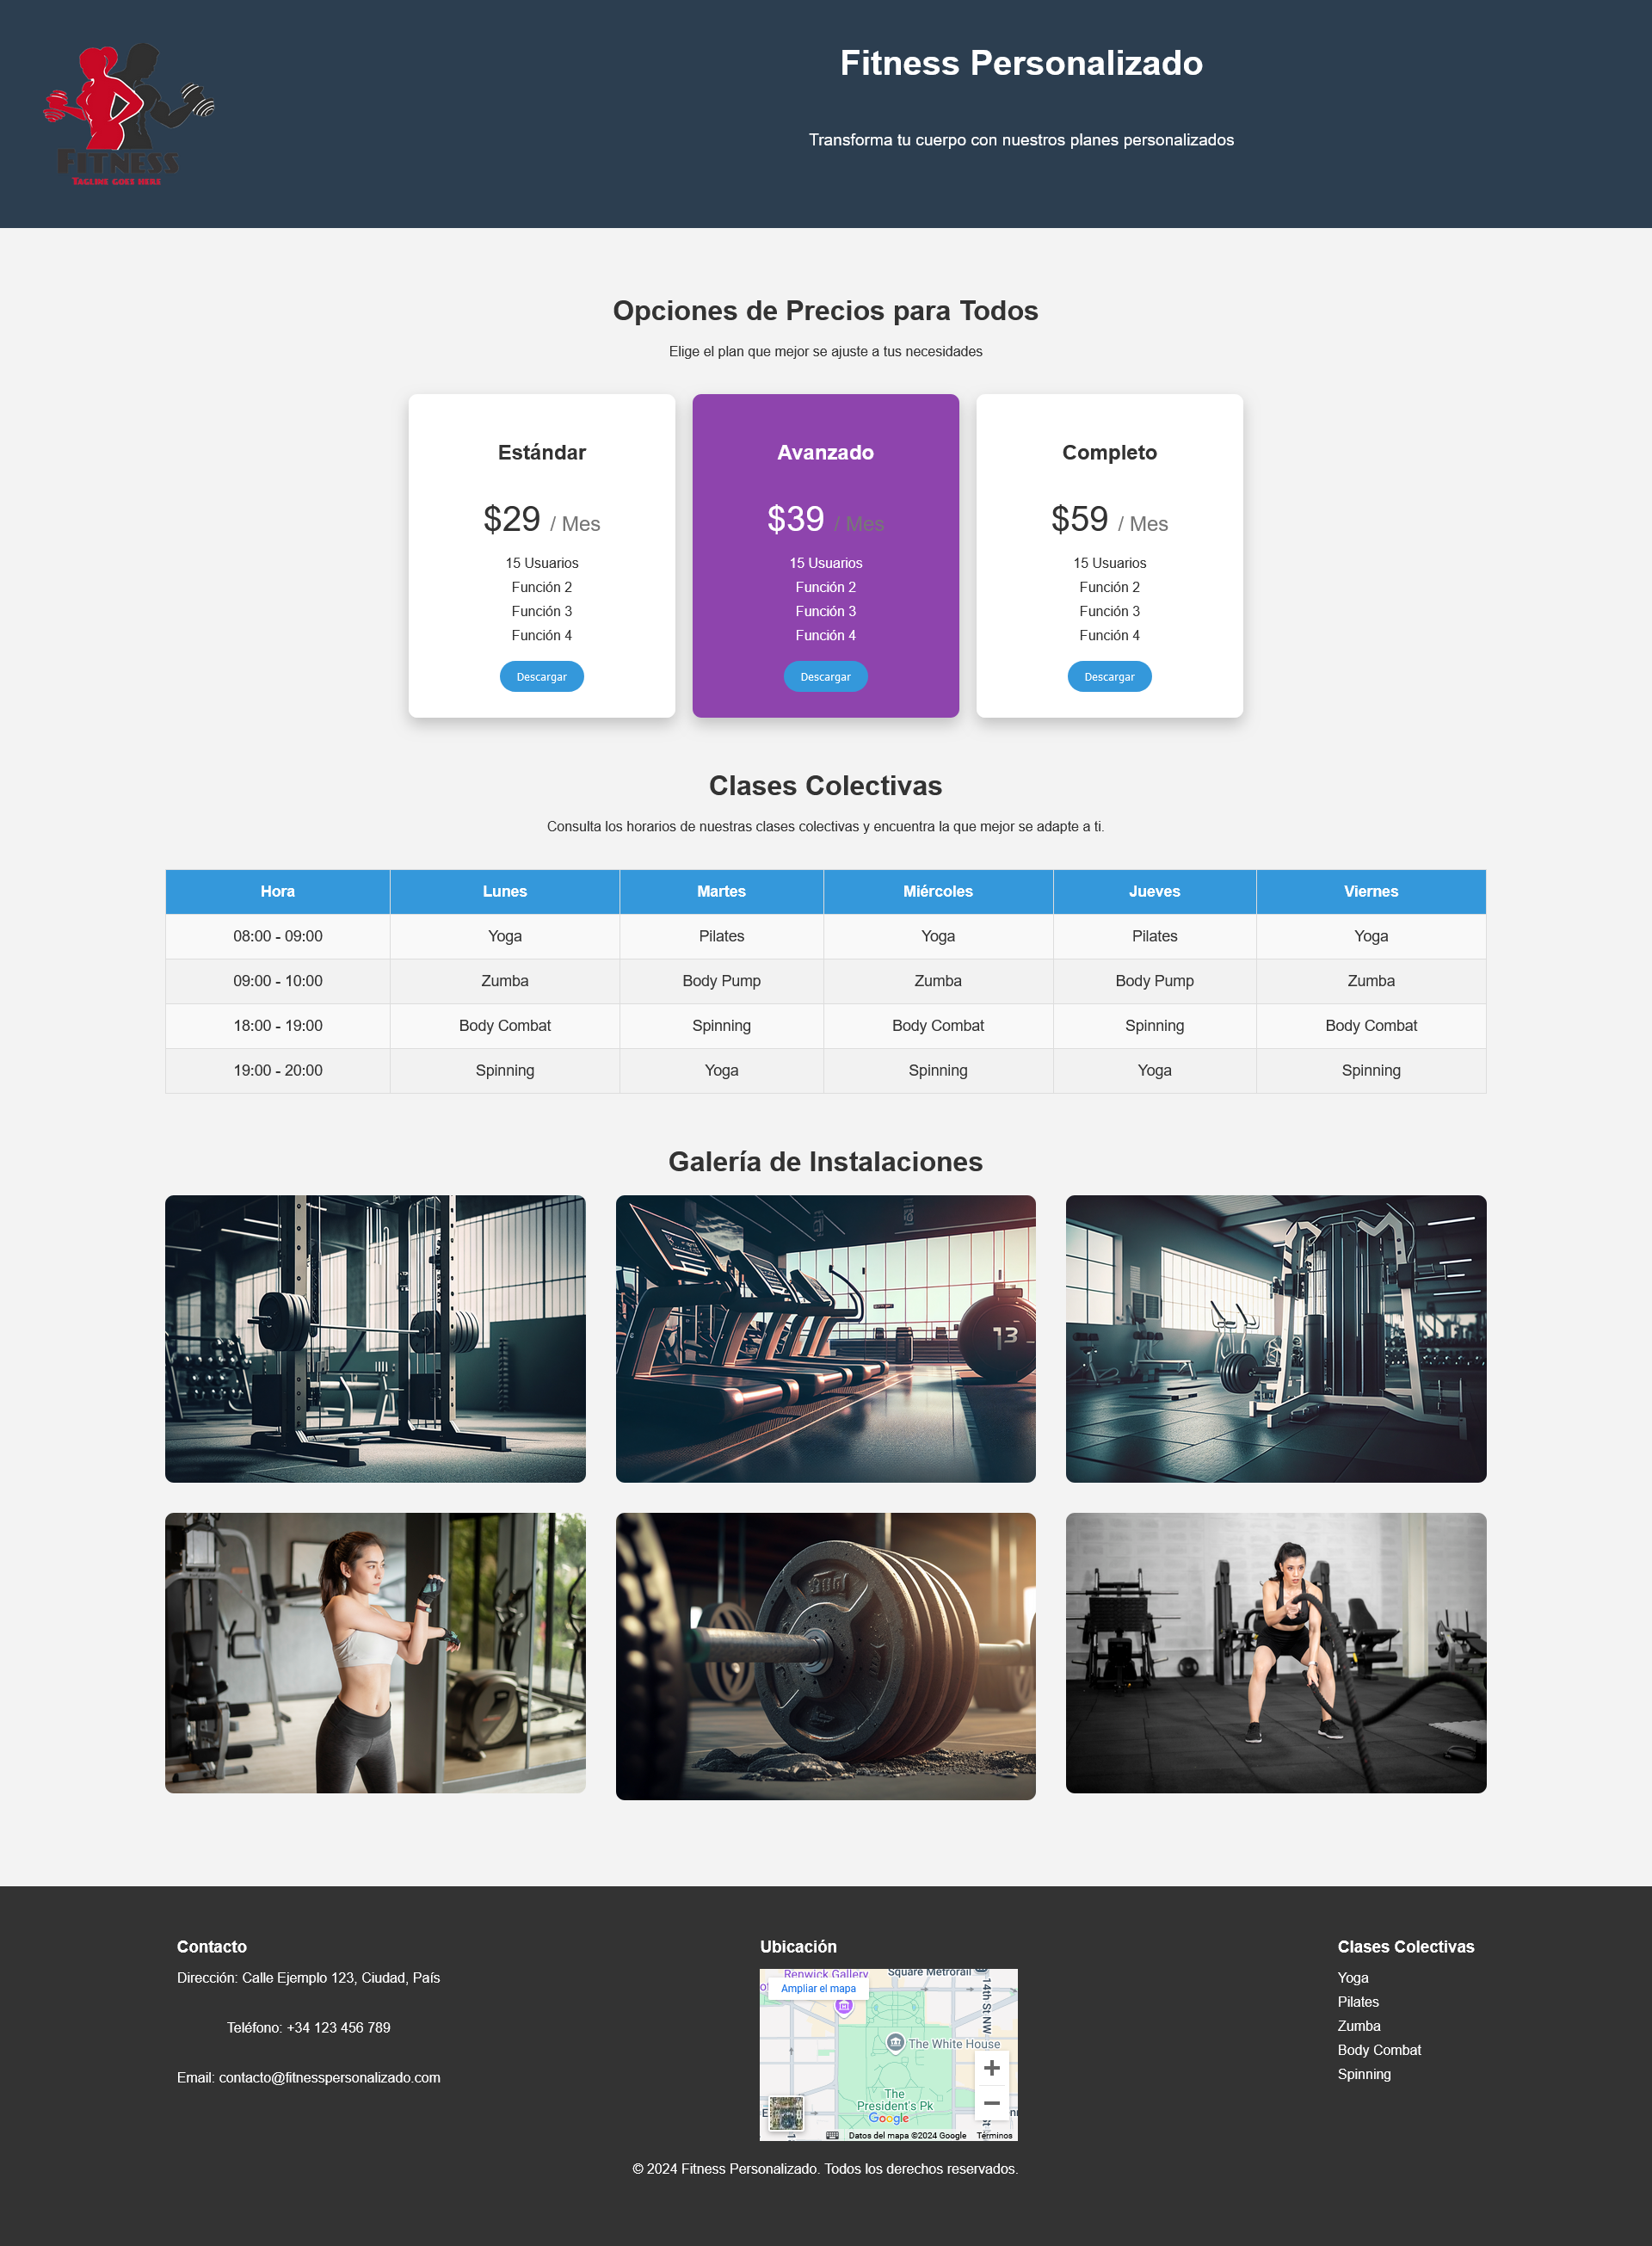 Fitness
Tagline goes here
Fitness Personalizado
Transforma tu cuerpo con nuestros planes personalizados
Opciones de Precios para Todos
Elige el plan que mejor se ajuste a tus necesidades
Estándar
$29 / Mes
15 Usuarios
Función 2
Función 3
Función 4
Descargar
Avanzado
$39 / Mes
15 Usuarios
Función 2
Función 3
Función 4
Descargar
Completo
$59 / Mes
15 Usuarios
Función 2
Función 3
Función 4
Descargar
Clases Colectivas
Consulta los horarios de nuestras clases colectivas y encuentra la que mejor se adapte a ti.
Hora Lunes Martes Miércoles Jueves Viernes
08:00 - 09:00 Yoga Pilates Yoga Pilates Yoga
09:00 - 10:00 Zumba Body Pump Zumba Body Pump Zumba
18:00 - 19:00 Body Combat Spinning Body Combat Spinning Body Combat
19:00 - 20:00 Spinning Yoga Spinning Yoga Spinning
Galería de Instalaciones
13
Contacto
Dirección: Calle Ejemplo 123, Ciudad, País
Teléfono: +34 123 456 789
Email: contacto@fitnesspersonalizado.com
Ubicación
Renwick Gallery
Square Metrorail
Ampliar el mapa
14th St NW
The White House
The
President's Pk
Google
Datos del mapa ©2024 Google
Términos
Clases Colectivas
Yoga
Pilates
Zumba
Body Combat
Spinning
© 2024 Fitness Personalizado. Todos los derechos reservados.